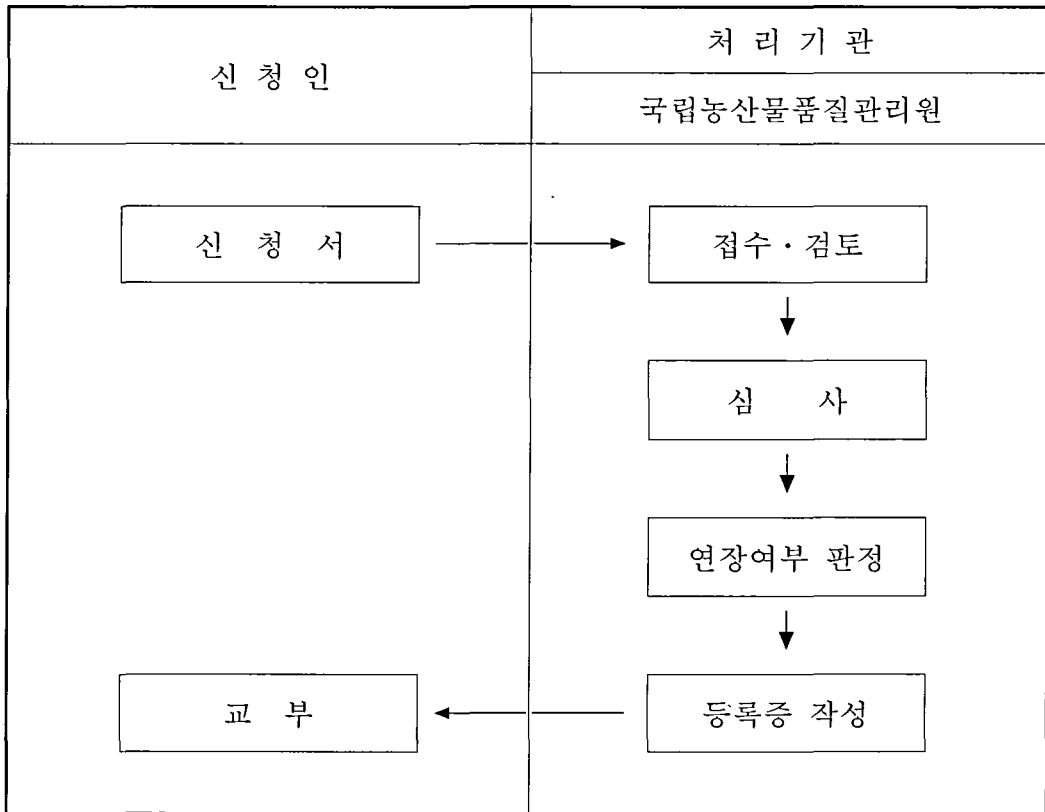 신 청 인
처 리 기 관
국립농산물품질관리원
신 청 서
접수 · 검토
심 사
연장여부 판정
교 부
등록증 작성